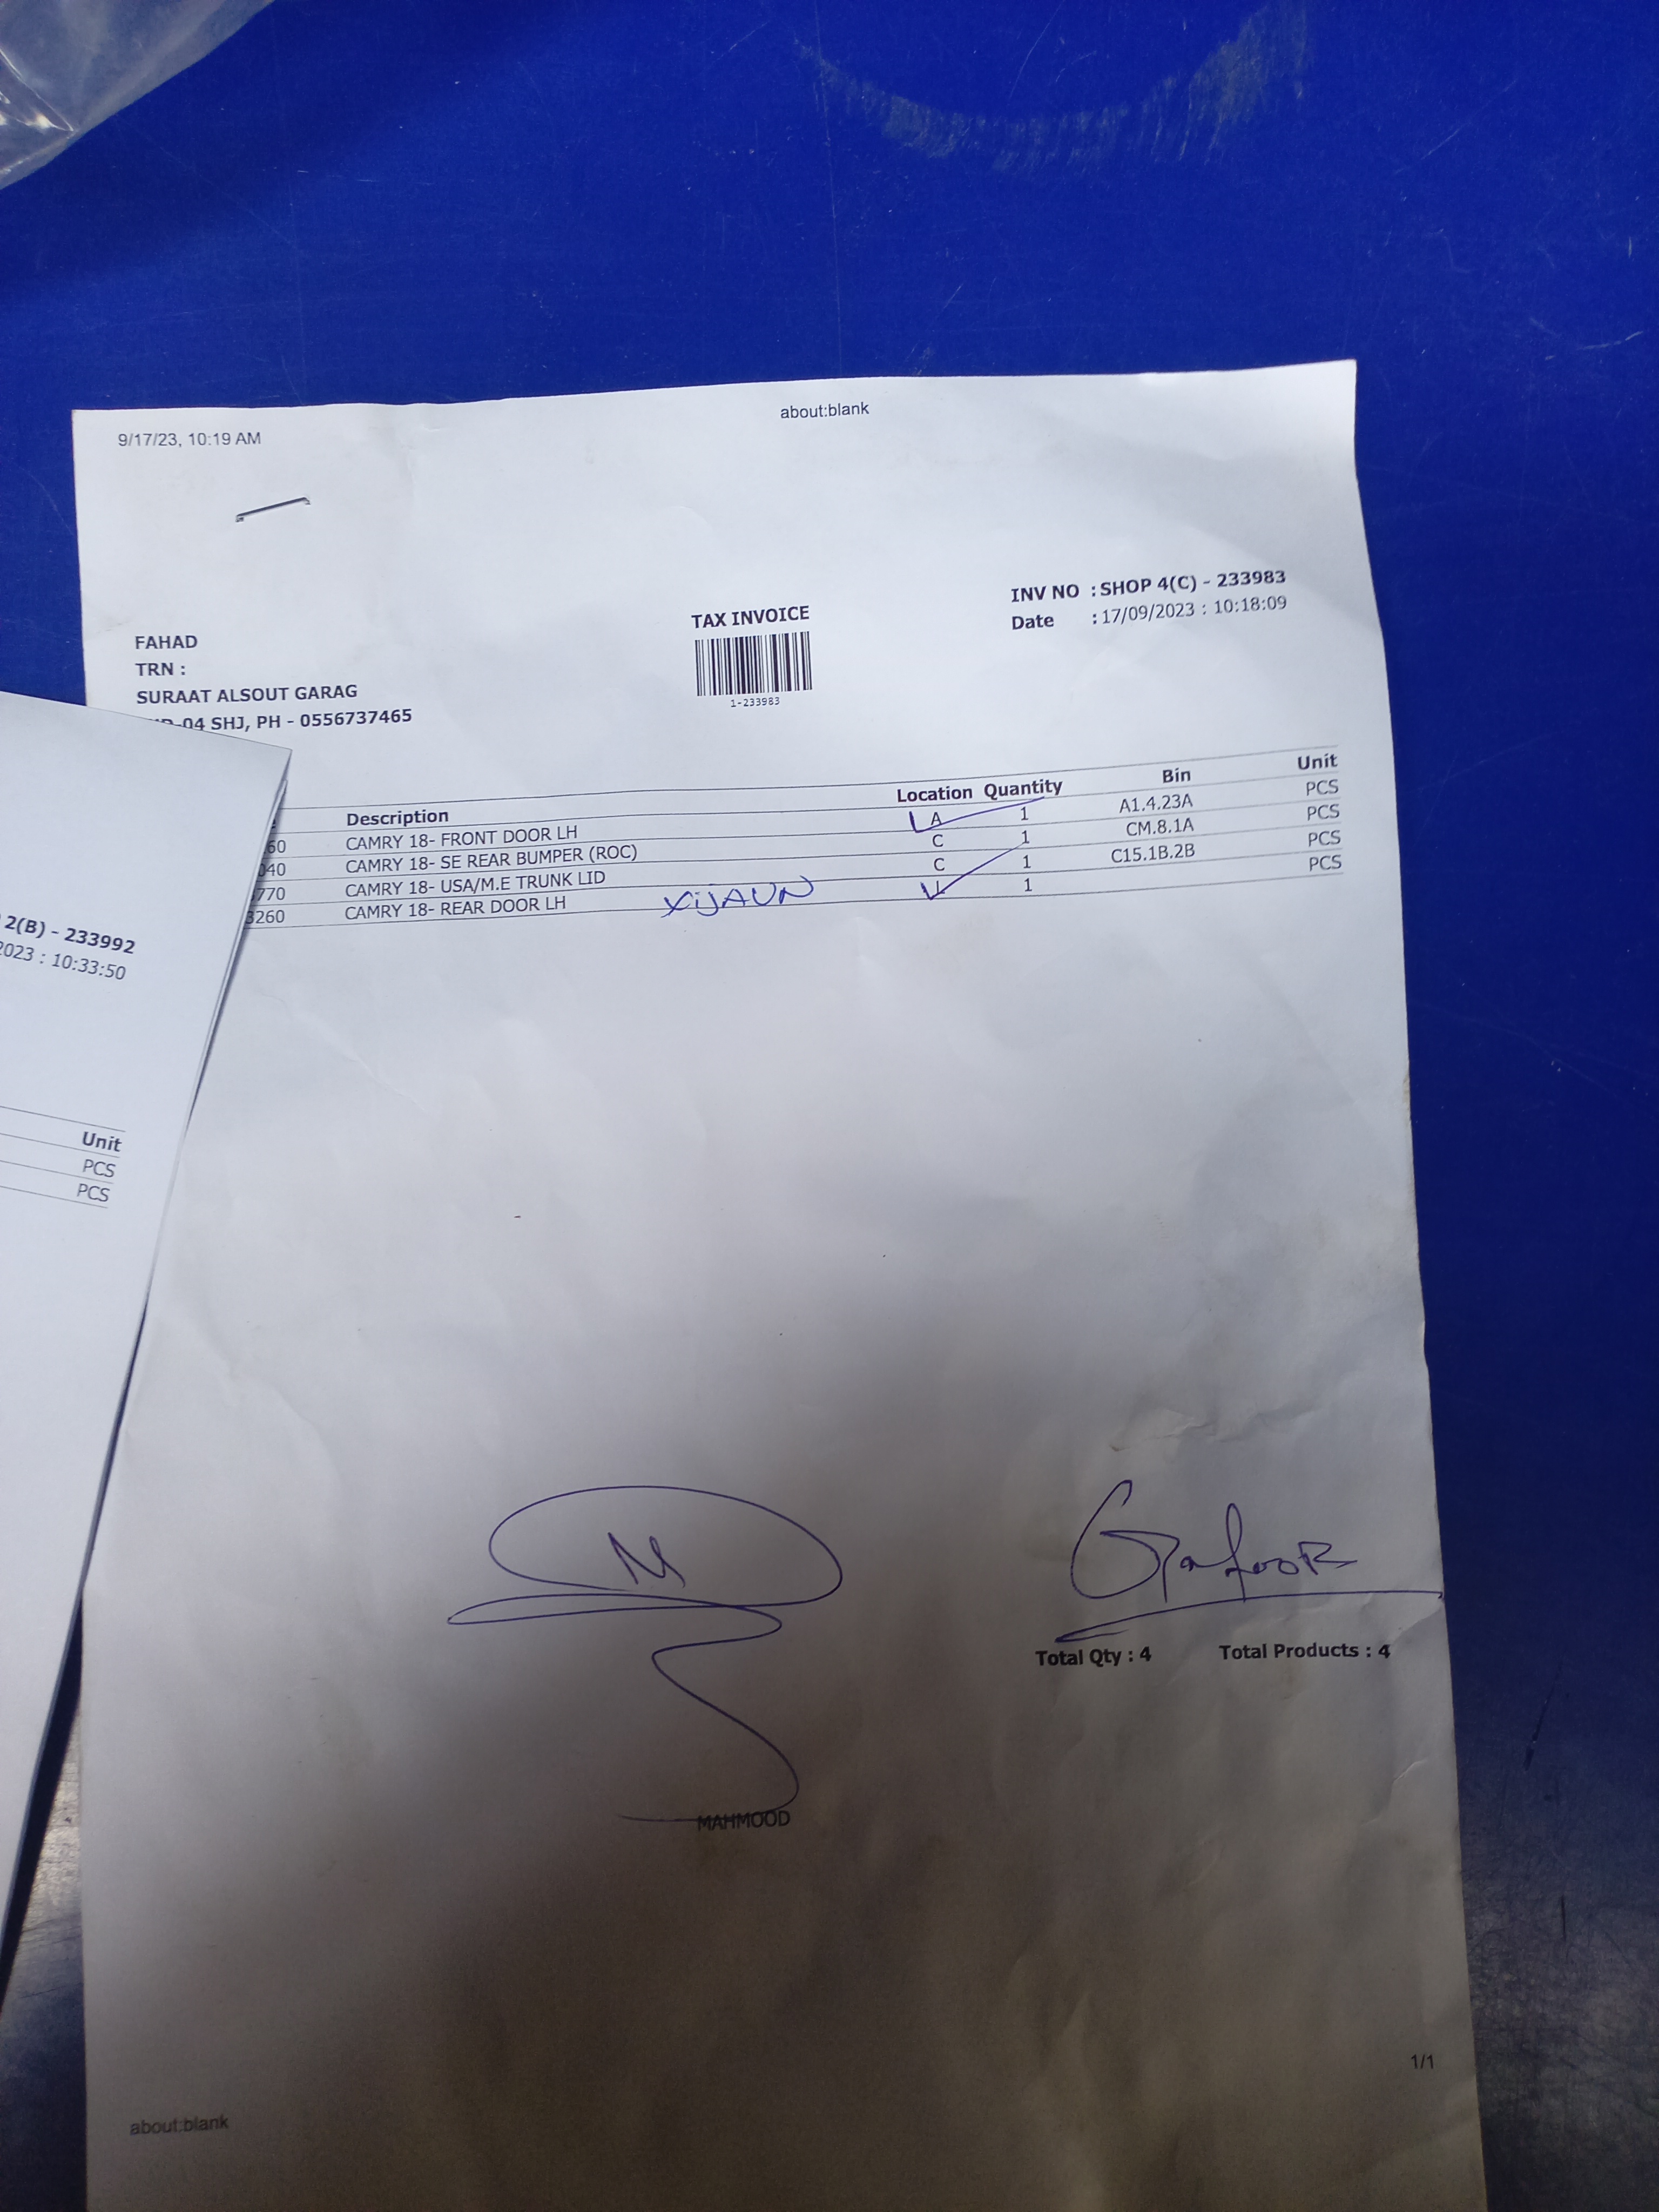 about:blank
9/17/23, 10:19 AM
INV NO : SHOP 4(C) - 233983
Date : 17/09/2023 : 10:18:09
TAX INVOICE
1-233983
FAHAD
TRN :
SURAAT ALSOUT GARAG
-04 SHJ, PH - 0556737465
Description Location Quantity Bin Unit
60 CAMRY 18- FRONT DOOR LH A 1 A1.4.23A PCS
040 CAMRY 18- SE REAR BUMPER (ROC) C 1 CM.8.1A PCS
770 CAMRY 18- USA/M.E TRUNK LID C 1 C15.1B.2B PCS
3260 CAMRY 18- REAR DOOR LH 1 PCS
2(B) - 233992
2023 : 10:33:50
Unit
PCS
PCS
M
Gafoor
Total Qty : 4 Total Products : 4
MAHMOOD
1/1
about:blank